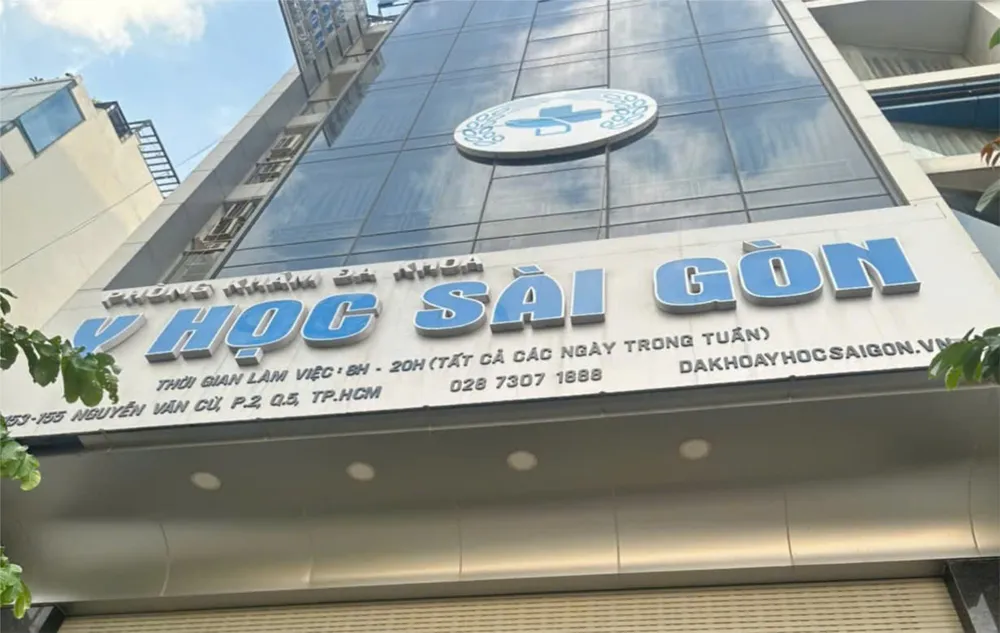 PHÒNG KHÁM ĐA KHOA
Y HỌC SÀI GÒN
THỜI GIAN LÀM VIỆC: 8H - 20H (TẤT CẢ CÁC NGÀY TRONG TUẦN)
153-155 NGUYỄN VĂN CỪ, P.2, Q.5, TP.HCM 028 7307 1888 DAKHOAYHOCSAIGON.VN